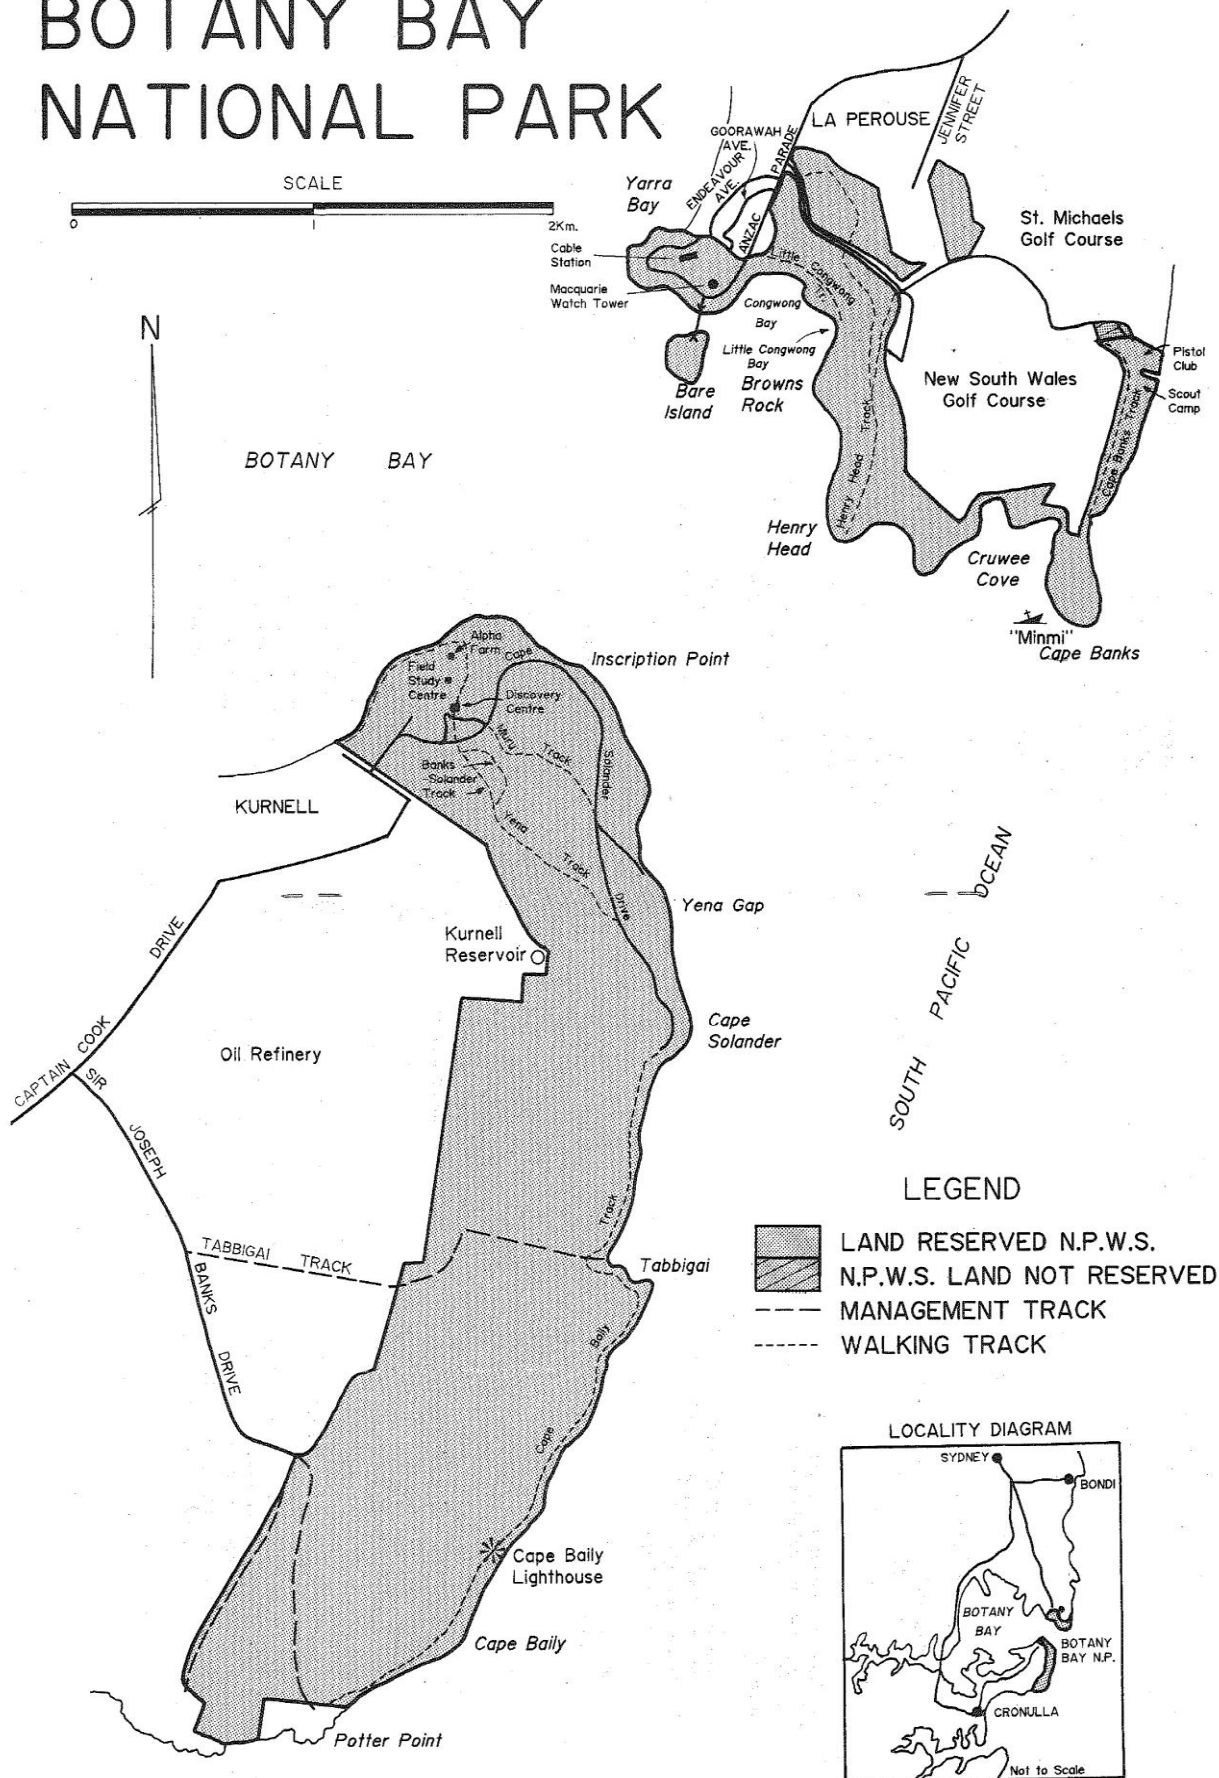 BOTANY BAY
NATIONAL PARK
SCALE
0
1
2Km.
N
LA PEROUSE
JENNIFER
STREET
GOORAWAH
AVE.
ENDEAVOUR
AVE.
ANZAC
PARADE
Yarra
Bay
Cable
Station
Macquarie
Watch Tower
St. Michaels
Golf Course
Little Congwong
Tr.
Congwong
Bay
Little Congwong
Bay
Browns
Rock
Bare
Island
New South Wales
Golf Course
Pistol
Club
Scout
Camp
Cape Banks Track
Henry Head Track
Henry
Head
Cruwee
Cove
"Minmi"
Cape Banks
BOTANY BAY
Alpha
Farm
Field
Study
Centre
Discovery
Centre
Cape Solander Drive
Inscription Point
Muru Track
Banks
Solander
Track
Yena Track
KURNELL
Yena Gap
Kurnell
Reservoir
Cape
Solander
Oil Refinery
CAPTAIN COOK DRIVE
SIR JOSEPH BANKS DRIVE
SOUTH PACIFIC OCEAN
TABBIGAI TRACK
Tabbigai
Cape Baily Track
Cape Baily
Lighthouse
Cape Baily
Potter Point
LEGEND
LAND RESERVED N.P.W.S.
N.P.W.S. LAND NOT RESERVED
MANAGEMENT TRACK
WALKING TRACK
LOCALITY DIAGRAM
SYDNEY
BONDI
BOTANY
BAY
BOTANY
BAY N.P.
CRONULLA
Not to Scale